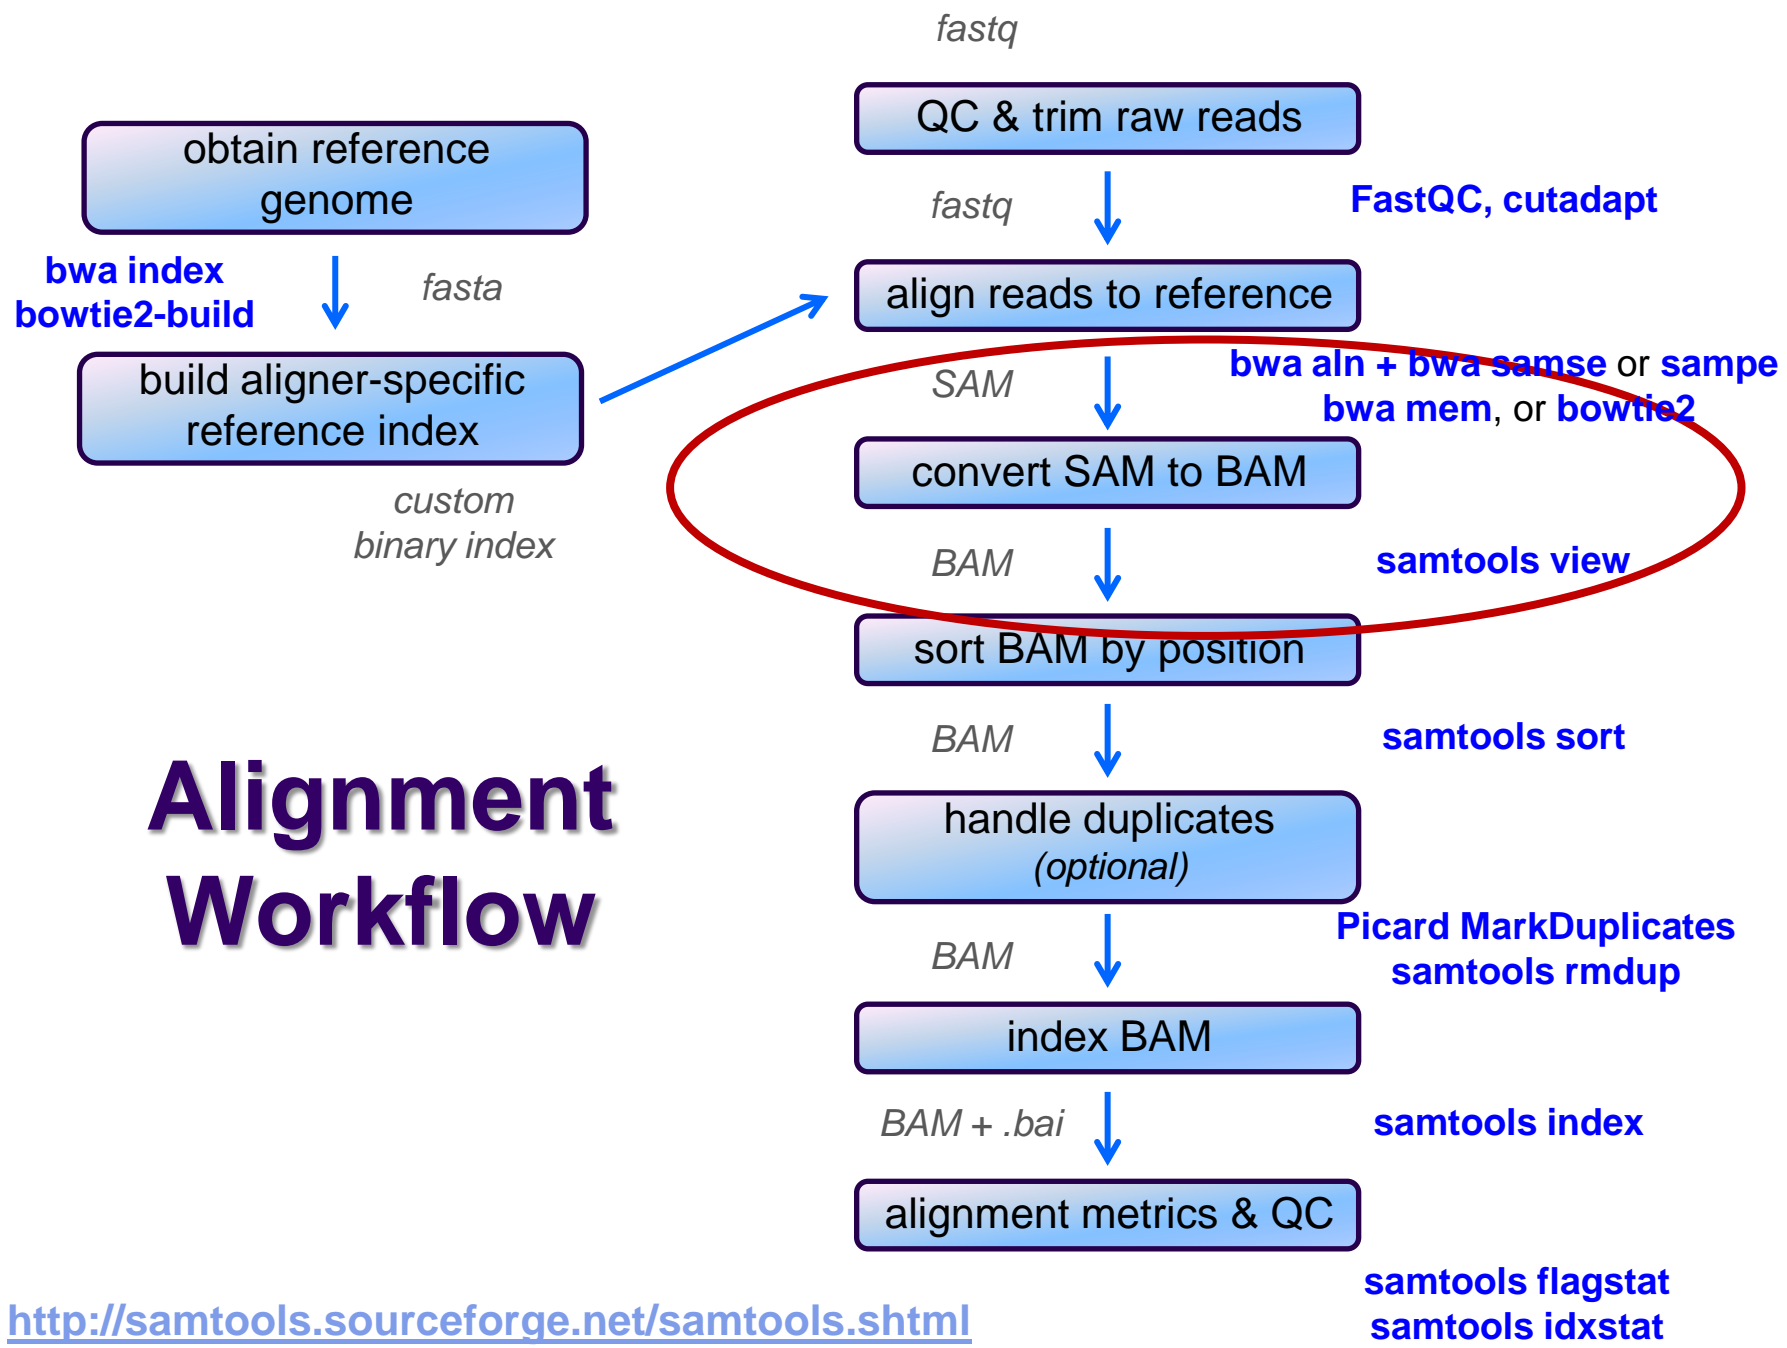 fastq
QC & trim raw reads
obtain reference
genome
fastq
FastQC, cutadapt
bwa index
bowtie2-build
fasta
align reads to reference
build aligner-specific
reference index
SAM
bwa aln + bwa samse or sampe
bwa mem, or bowtie2
convert SAM to BAM
custom
binary index
BAM
samtools view
sort BAM by position
BAM
samtools sort
Alignment
Workflow
handle duplicates
(optional)
BAM
Picard MarkDuplicates
samtools rmdup
index BAM
BAM + .bai
samtools index
alignment metrics & QC
samtools flagstat
samtools idxstat
http://samtools.sourceforge.net/samtools.shtml